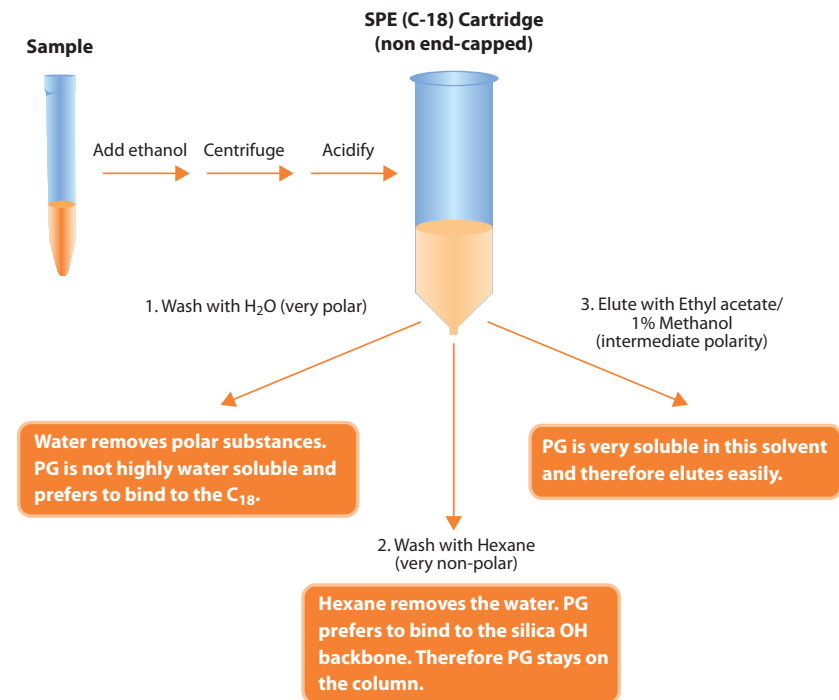 SPE (C-18) Cartridge
(non end-capped)
Sample
Add ethanol
Centrifuge
Acidify
1. Wash with H₂O (very polar)
3. Elute with Ethyl acetate/
1% Methanol
(intermediate polarity)
Water removes polar substances.
PG is not highly water soluble and
prefers to bind to the C₁₈.
PG is very soluble in this solvent
and therefore elutes easily.
2. Wash with Hexane
(very non-polar)
Hexane removes the water. PG
prefers to bind to the silica OH
backbone. Therefore PG stays on
the column.